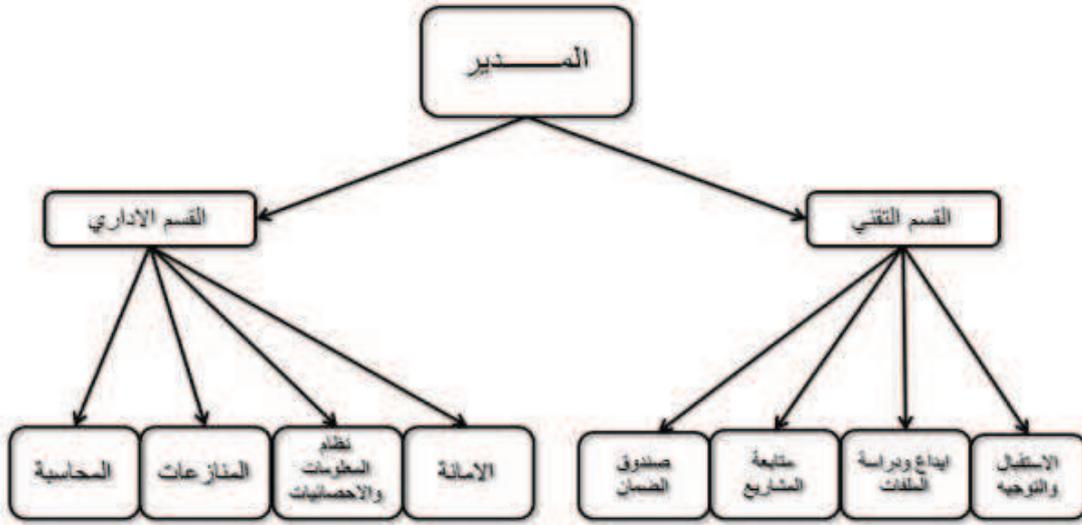 المـــــدير
القسم التقني
القسم الاداري
الاستقبال
والتوجيه
ايداع ودراسة
الملفات
متابعة
المشاريع
صندوق
الضمان
الامانة
نظام
المعلومات
والاحصائيات
المنازعات
المحاسبة